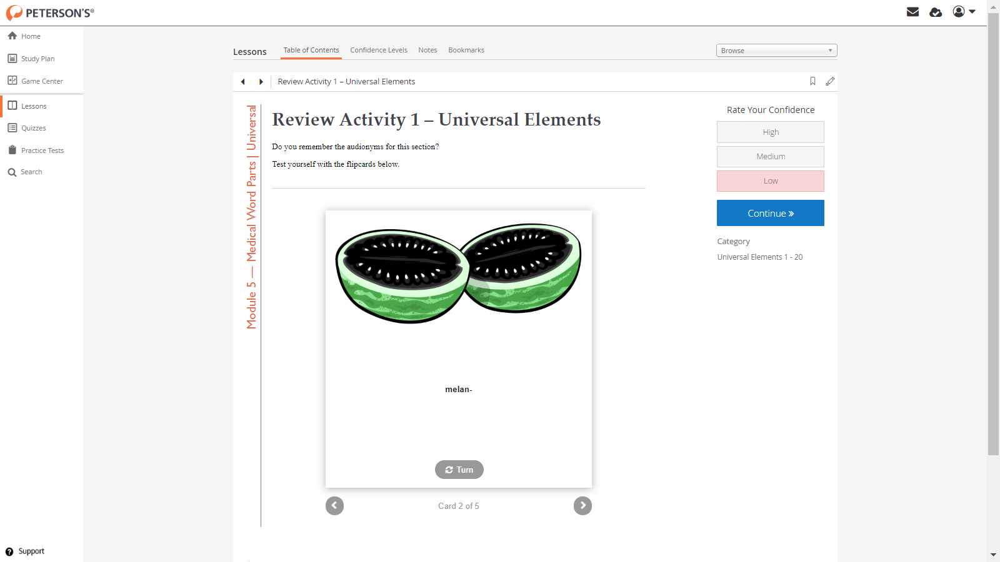 PETERSON'S®
Home
Study Plan
Game Center
Lessons
Quizzes
Practice Tests
Search
Support
Lessons
Table of Contents
Confidence Levels
Notes
Bookmarks
Browse
Review Activity 1 – Universal Elements
Module 5 — Medical Word Parts | Universal
Review Activity 1 – Universal Elements
Do you remember the audionyms for this section?
Test yourself with the flipcards below.
melan-
Turn
Card 2 of 5
Rate Your Confidence
High
Medium
Low
Continue »
Category
Universal Elements 1 - 20